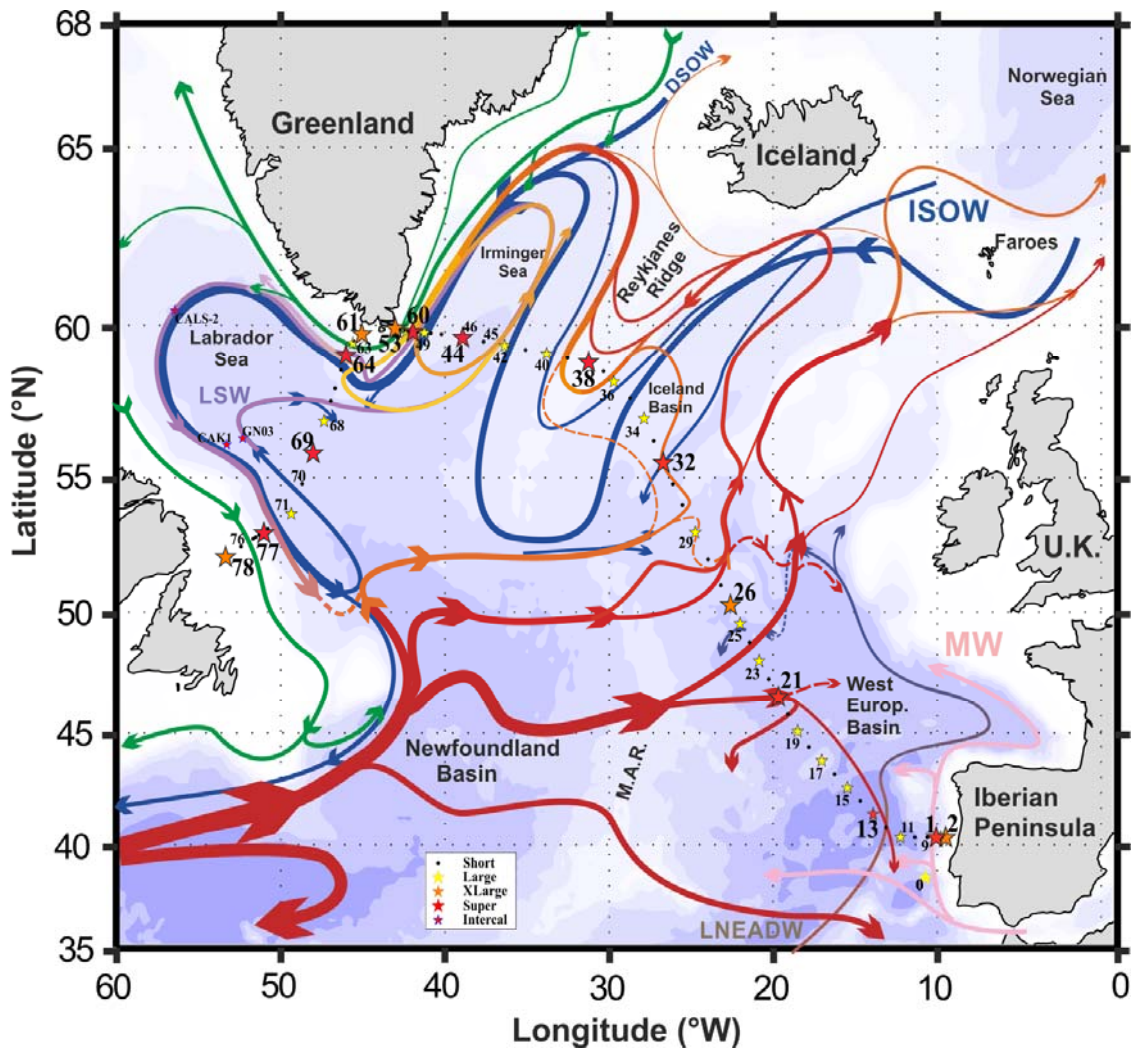 68
65
60
55
50
45
40
35
Latitude (°N)
60
50
40
30
20
10
0
Longitude (°W)
Greenland
Iceland
Norwegian
Sea
DSOW
ISOW
Faroes
Irminger
Sea
Reykjanes
Ridge
CALS-2
Labrador
Sea
LSW
61
63
64
53
60
49
46
44
45
42
40
38
36
Iceland
Basin
34
32
68
CAK1
GN03
69
70
71
76
77
78
29
26
25
23
21
19
17
15
13
11
9
1
2
0
U.K.
MW
West
Europ.
Basin
Newfoundland
Basin
M.A.R.
Iberian
Peninsula
LNEADW
Short
Large
XLarge
Super
Intercal